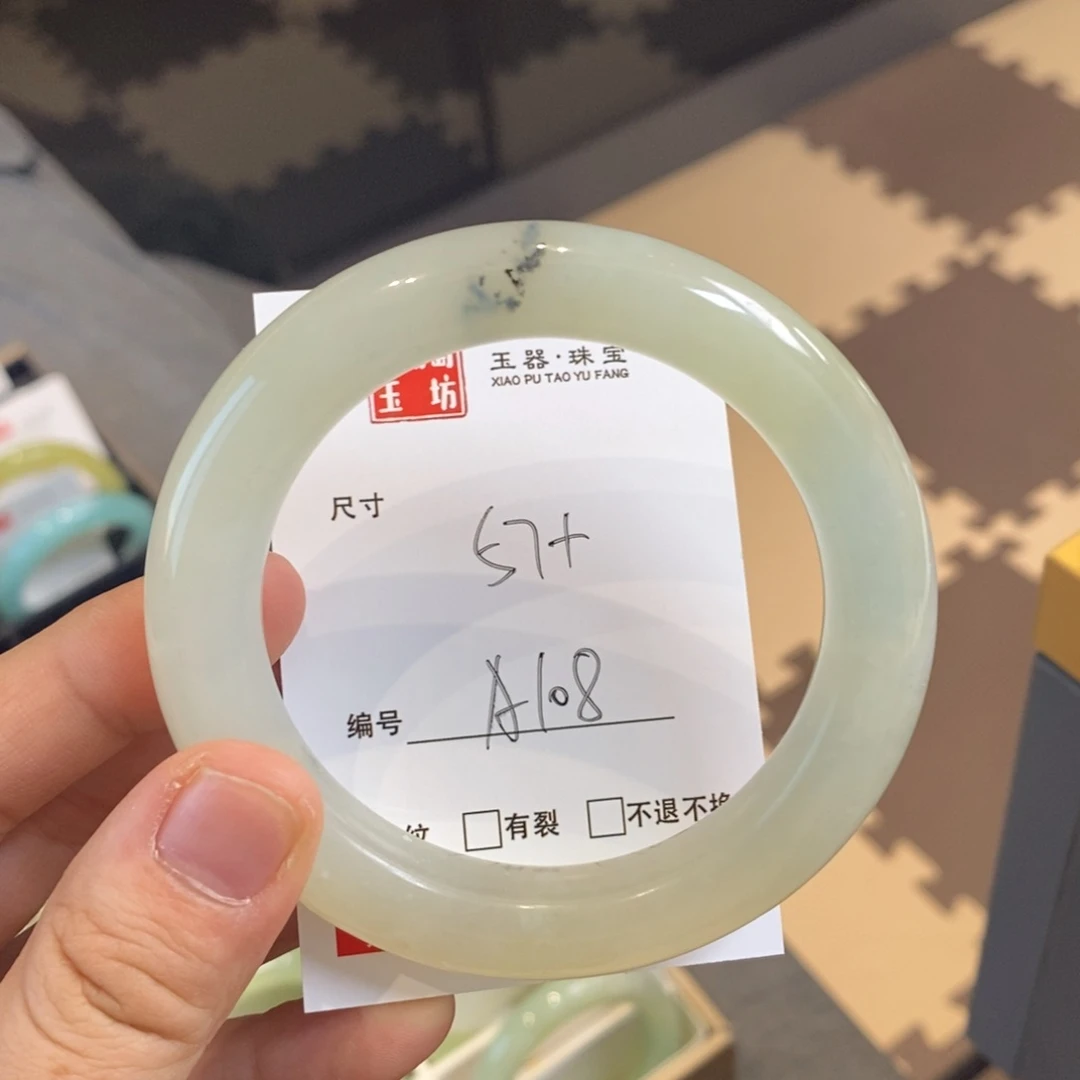 玉器·珠宝
XIAO PU TAO YU FANG
玉坊
尺寸 57+
编号 A108
纹 □有裂 □不退不换